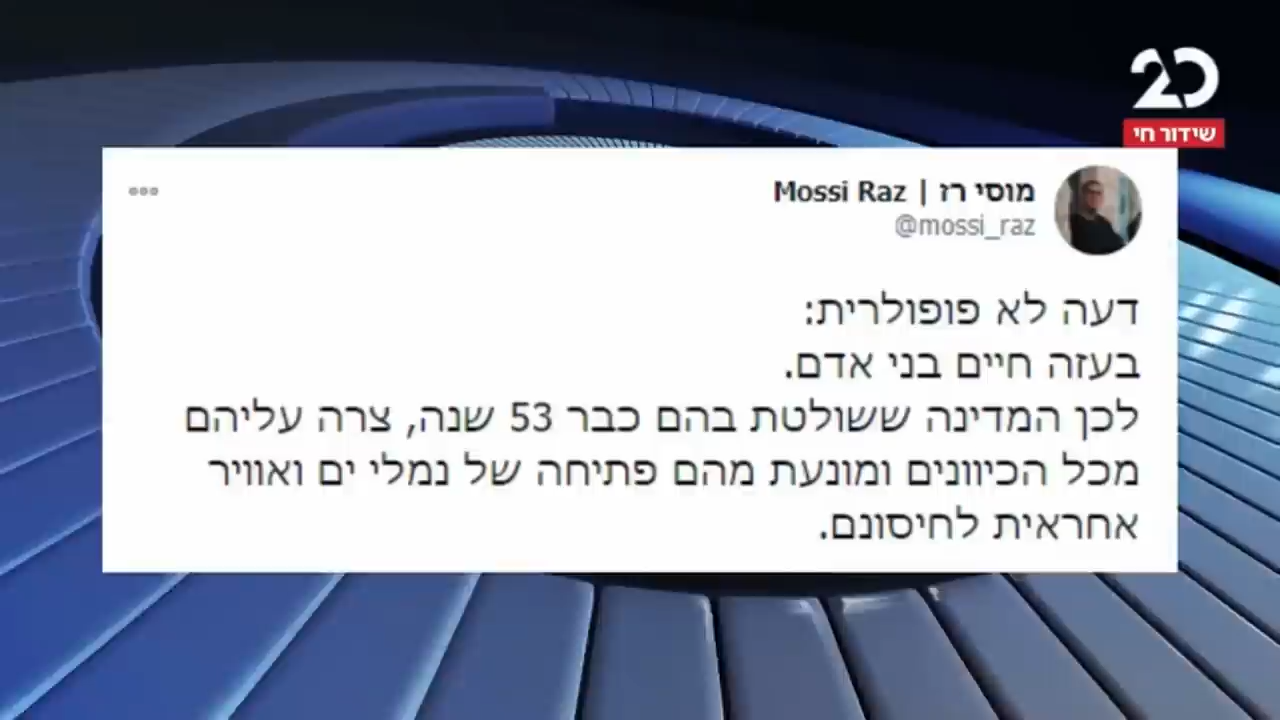 20
שידור חי
מוסי רז | Mossi Raz
@mossi_raz
דעה לא פופולרית:
בעזה חיים בני אדם.
לכן המדינה ששולטת בהם כבר 53 שנה, צרה עליהם
מכל הכיוונים ומונעת מהם פתיחה של נמלי ים ואוויר
אחראית לחיסונם.